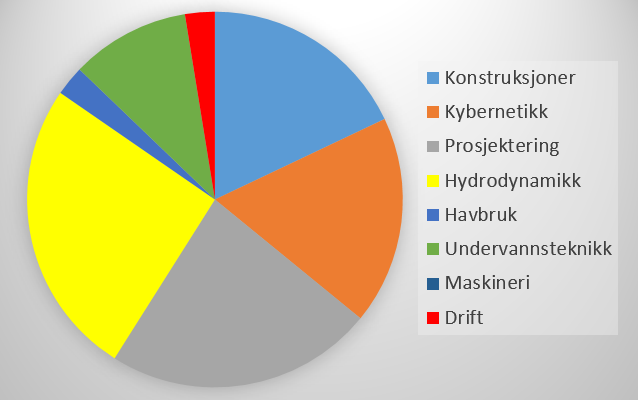 Konstruksjoner
Kybernetikk
Prosjektering
Hydrodynamikk
Havbruk
Undervannsteknikk
Maskineri
Drift